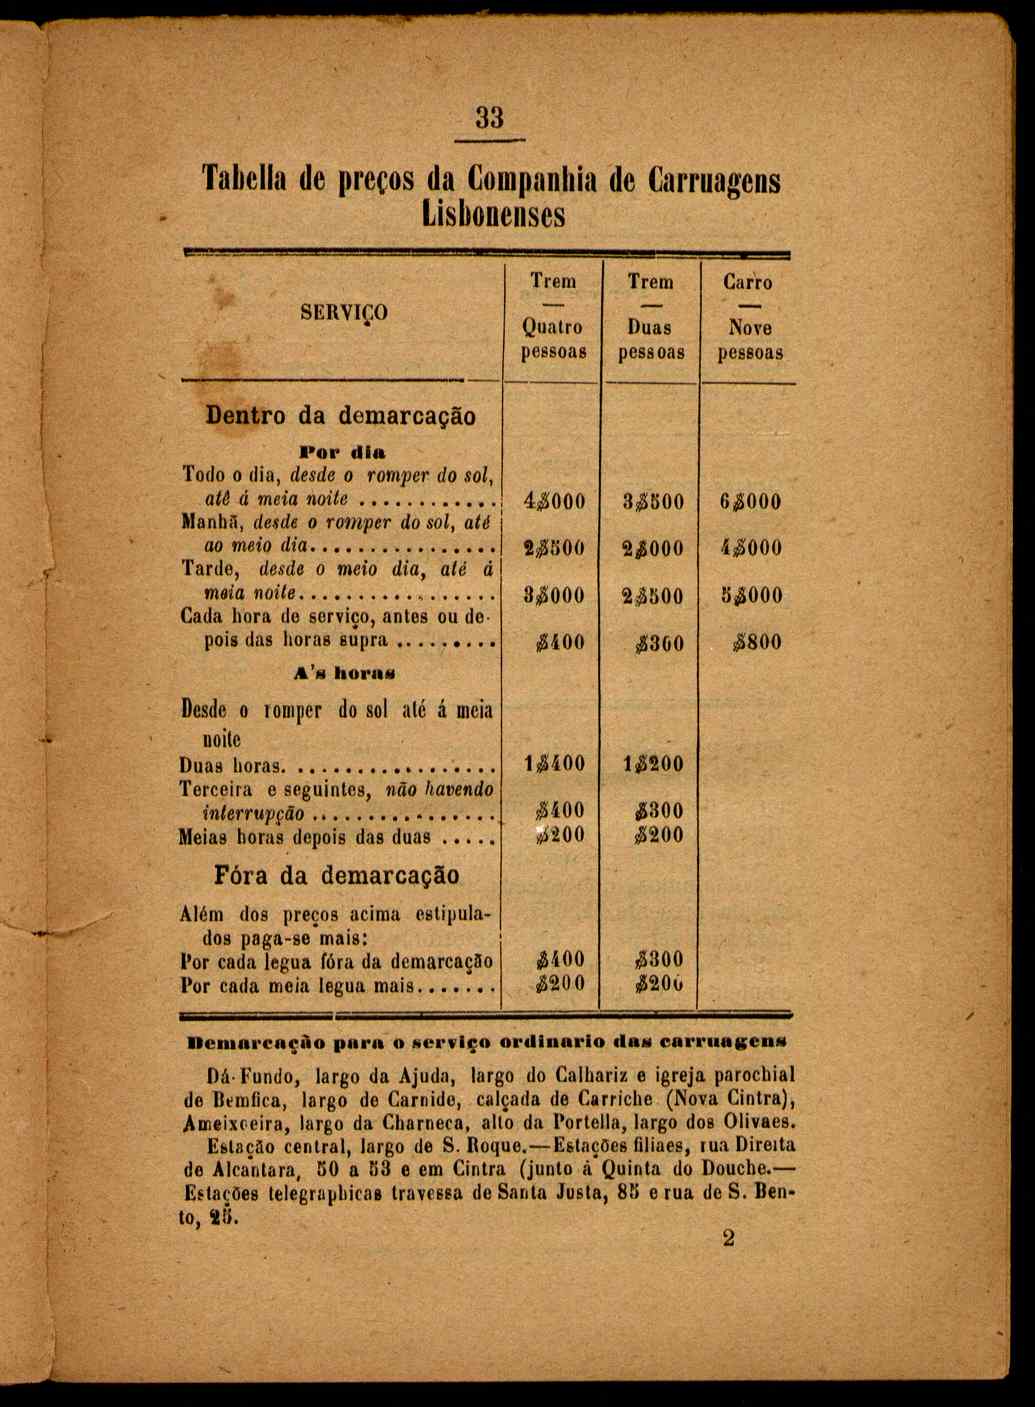 33
Tabella de preços da Companhia de Carruagens
Lisbonenses
SERVIÇO
Trem — Quatro pessoas
Trem — Duas pessoas
Carro — Nove pessoas
Dentro da demarcação
Por dia
Todo o dia, desde o romper do sol,
até á meia noite ............ 4$000 3$500 6$000
Manhã, desde o romper do sol, até
ao meio dia................ 2$500 2$000 4$000
Tarde, desde o meio dia, até á
meia noite................. 3$000 2$500 5$000
Cada hora de serviço, antes ou de-
pois das horas supra ......... $400 $300 $800
A's horas
Desde o romper do sol até á meia
noite
Duas horas. ................. 1$400 1$200
Terceira e seguintes, não havendo
interrupção ................ $400 $300
Meias horas depois das duas ..... $200 $200
Fóra da demarcação
Além dos preços acima estipula-
dos paga-se mais:
Por cada legua fóra da demarcação $400 $300
Por cada meia legua mais....... $200 $200
Demarcação para o serviço ordinario das carruagens
Dá-Fundo, largo da Ajuda, largo do Calhariz e igreja parochial
de Bemfica, largo de Carnide, calçada de Carriche (Nova Cintra),
Ameixoeira, largo da Charneca, alto da Portella, largo dos Olivaes.
Estação central, largo de S. Roque.—Estações filiaes, rua Direita
de Alcantara, 50 a 53 e em Cintra (junto á Quinta do Douche.—
Estações telegraphicas travessa de Santa Justa, 85 e rua de S. Ben-
to, 25.
2